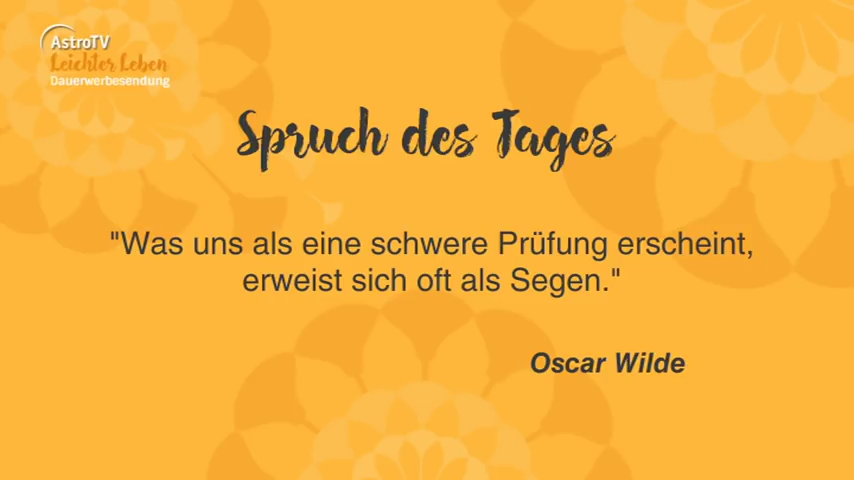 AstroTV
Leichter Leben
Dauerwerbesendung
Spruch des Tages
"Was uns als eine schwere Prüfung erscheint,
erweist sich oft als Segen."
Oscar Wilde